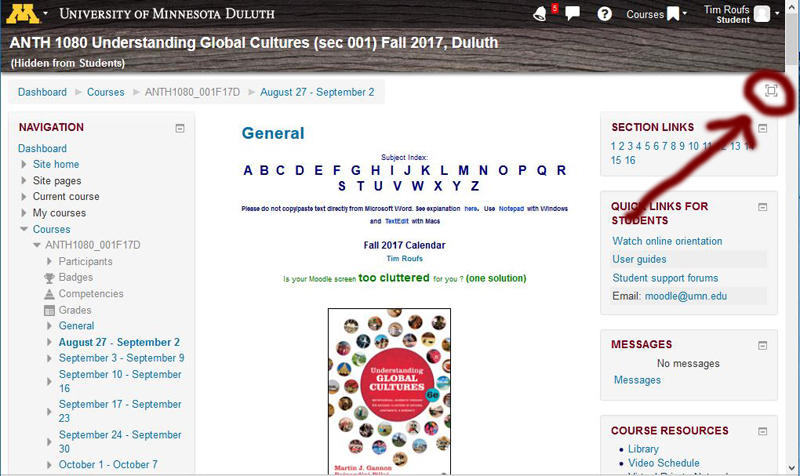 M UNIVERSITY OF MINNESOTA DULUTH
5
?
Courses
Tim Roufs
Student
ANTH 1080 Understanding Global Cultures (sec 001) Fall 2017, Duluth
(Hidden from Students)
Dashboard Courses ANTH1080_001F17D August 27 - September 2
NAVIGATION
Dashboard
Site home
Site pages
Current course
My courses
Courses
ANTH1080_001F17D
Participants
Badges
Competencies
Grades
General
August 27 - September 2
September 3 - September 9
September 10 - September
16
September 17 - September
23
September 24 - September
30
October 1 - October 7
General
Subject Index:
A B C D E F G H I J K L M N O P Q R
S T U V W X Y Z
Please do not copy/paste text directly from Microsoft Word. See explanation here. Use Notepad with Windows
and TextEdit with Macs
Fall 2017 Calendar
Tim Roufs
Is your Moodle screen too cluttered for you ? (one solution)
Understanding
GLOBAL
CULTURES
6e
Martin J. Gannon
SECTION LINKS
1 2 3 4 5 6 7 8 9 10 11 12 13 14
15 16
QUICK LINKS FOR
STUDENTS
Watch online orientation
User guides
Student support forums
Email: moodle@umn.edu
MESSAGES
No messages
Messages
COURSE RESOURCES
Library
Video Schedule